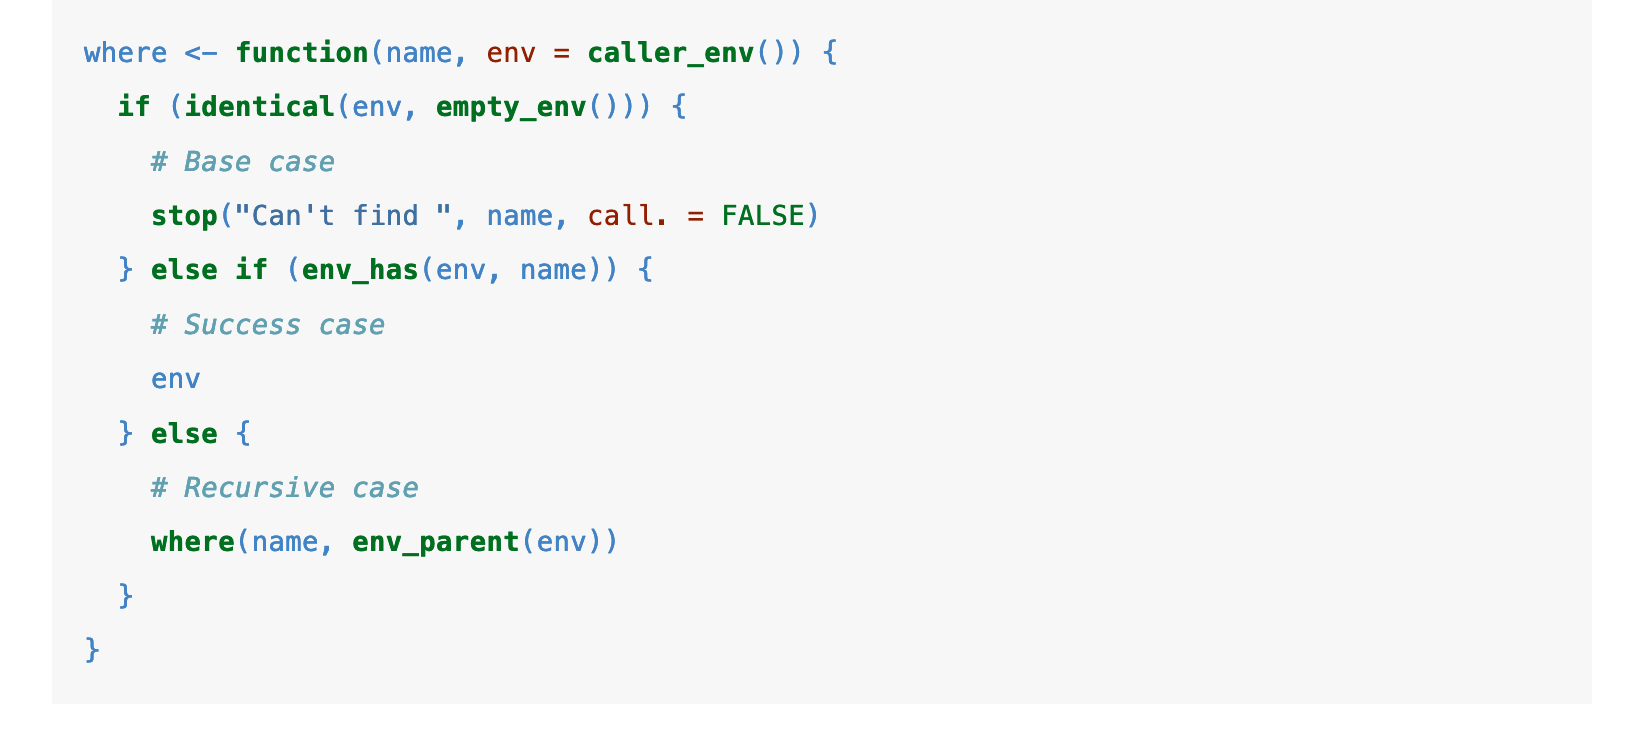 where <- function(name, env = caller_env()) {
  if (identical(env, empty_env())) {
    # Base case
    stop("Can't find ", name, call. = FALSE)
  } else if (env_has(env, name)) {
    # Success case
    env
  } else {
    # Recursive case
    where(name, env_parent(env))
  }
}